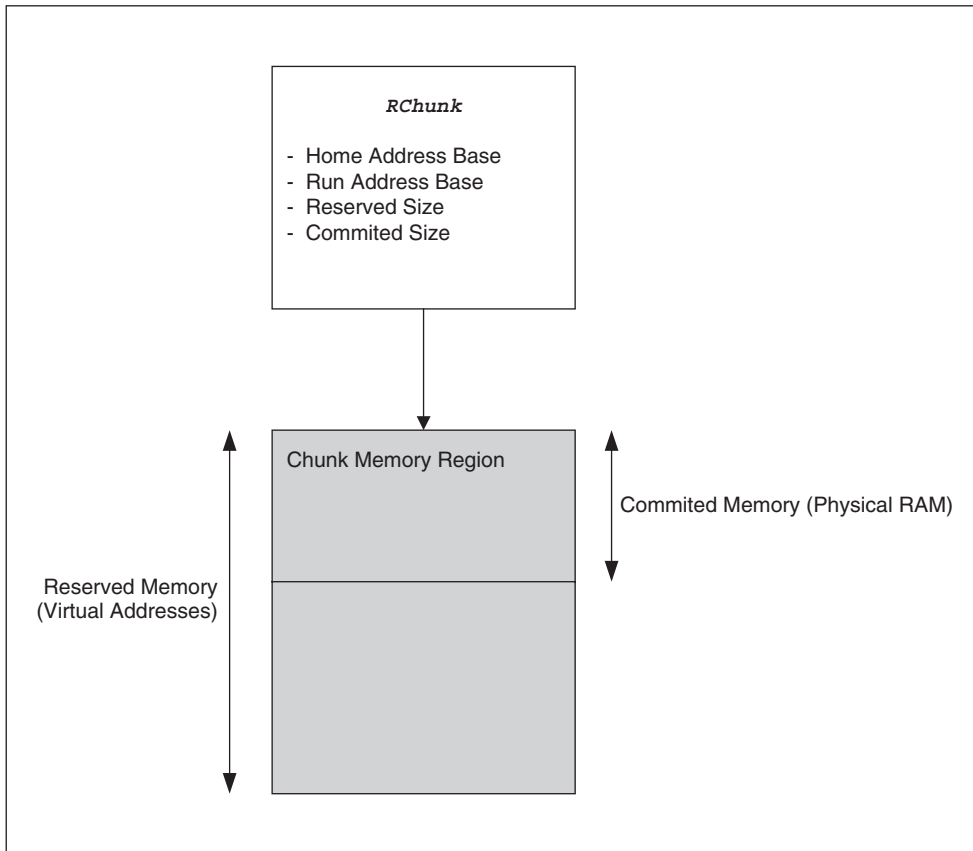 RChunk
- Home Address Base
- Run Address Base
- Reserved Size
- Commited Size
Chunk Memory Region
Commited Memory (Physical RAM)
Reserved Memory
(Virtual Addresses)